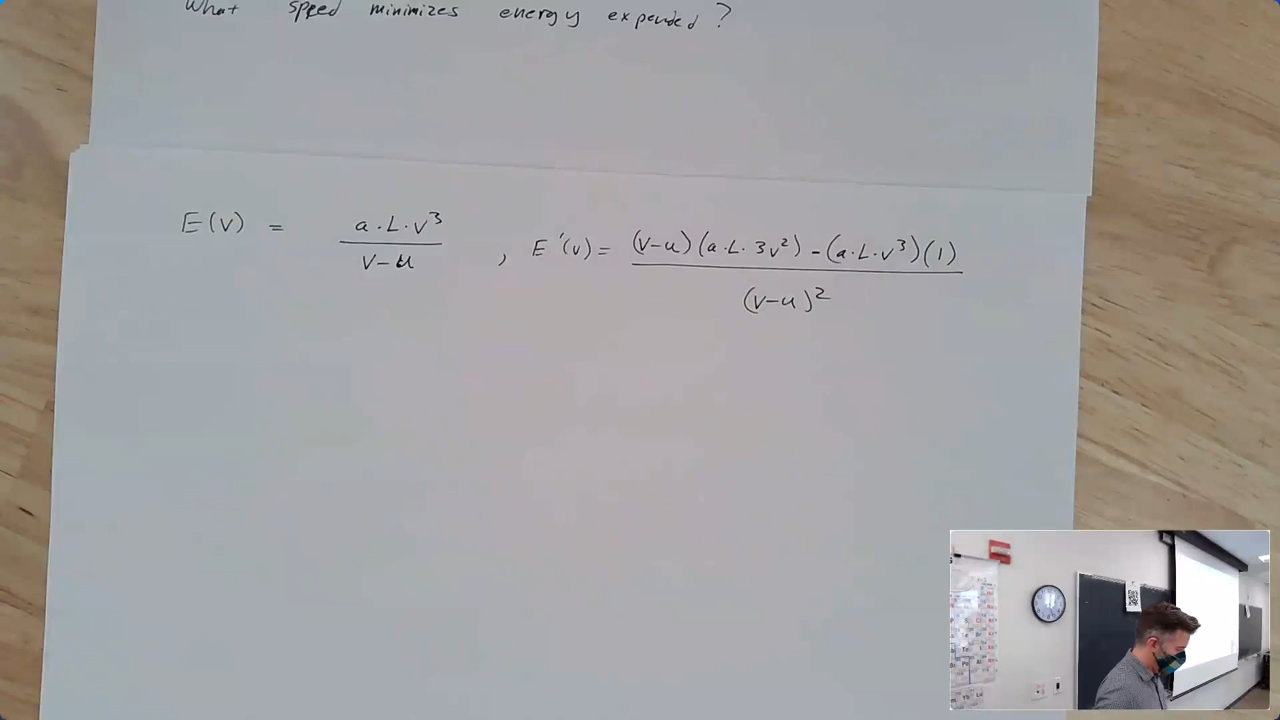 What speed minimizes energy expended ?
E(v) = a · L · v³ / v-u , E'(v) = (v-u)(a·L·3v²) - (a·L·v³)(1) / (v-u)²